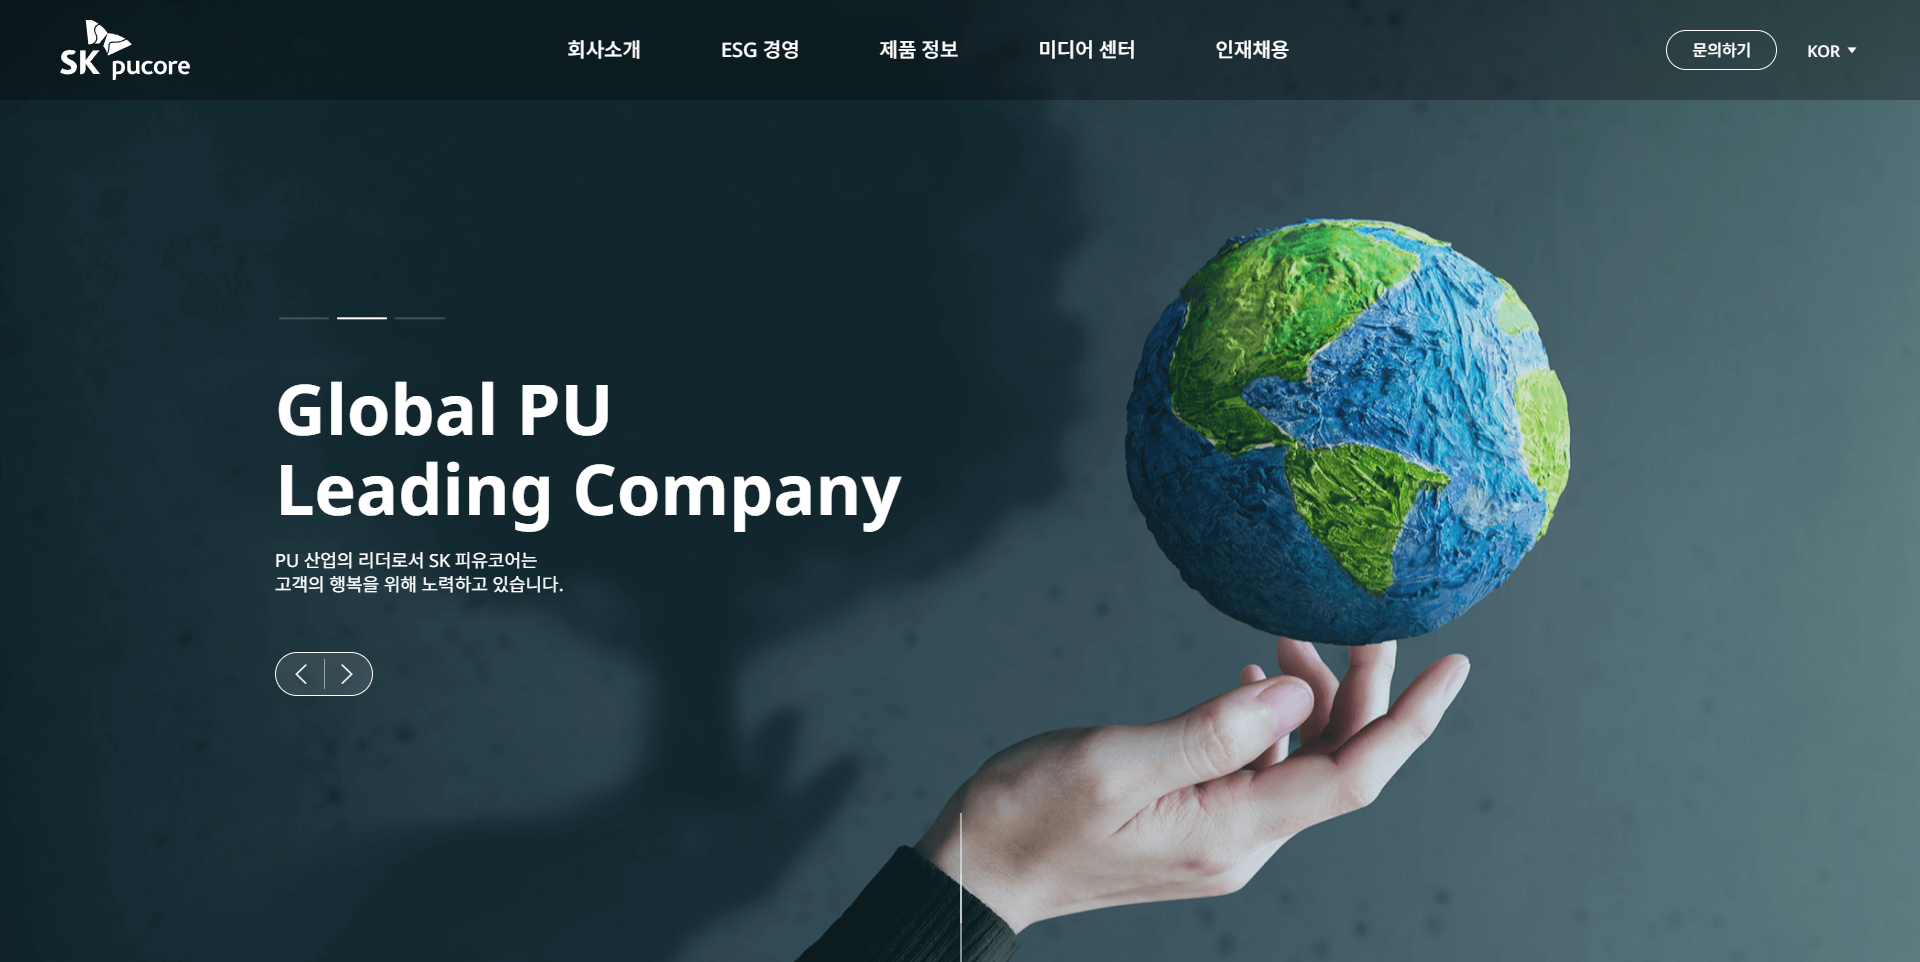 SK pucore
회사소개
ESG 경영
제품 정보
미디어 센터
인재채용
문의하기
KOR
Global PU
Leading Company
PU 산업의 리더로서 SK 피유코어는
고객의 행복을 위해 노력하고 있습니다.